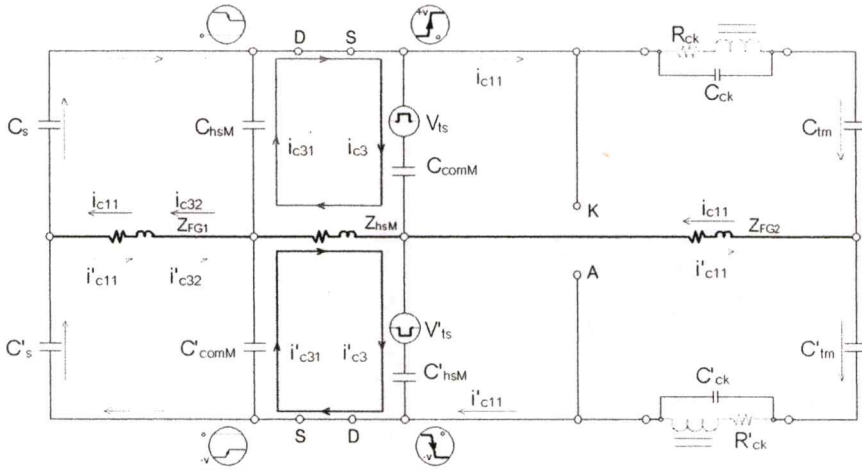 D S +v
R_ck
C_ck
i_c11
C_s C_hsM V_ts C_tm
i_c31 i_c3 C_comM
i_c11 i_c32 K i_c11
Z_FG1 Z_hsM Z_FG2
i'_c11 i'_c32 i'_c11
A
V'_ts
C'_s C'_comM i'_c31 i'_c3 C'_hsM C'_tm
C'_ck
i'_c11
-v S D -v
R'_ck